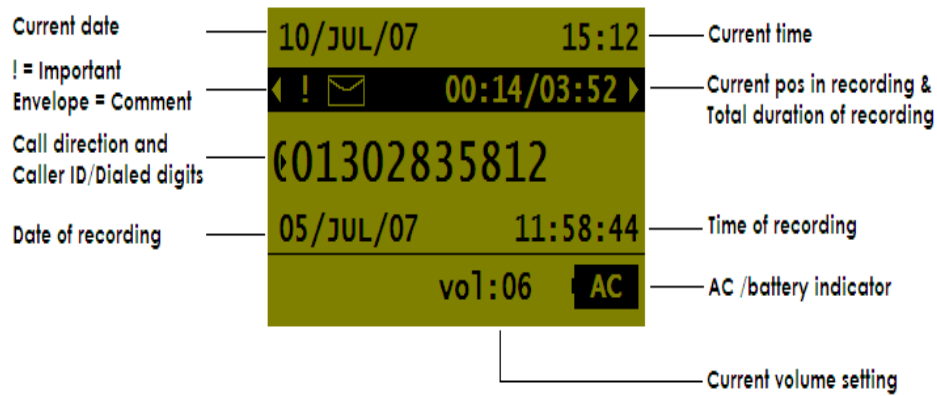 Current date
10/JUL/07 15:12
Current time
! = Important
Envelope = Comment
! 00:14/03:52
Current pos in recording &
Total duration of recording
Call direction and
Caller ID/Dialed digits
01302835812
Date of recording
05/JUL/07 11:58:44
Time of recording
vol:06 AC
AC /battery indicator
Current volume setting